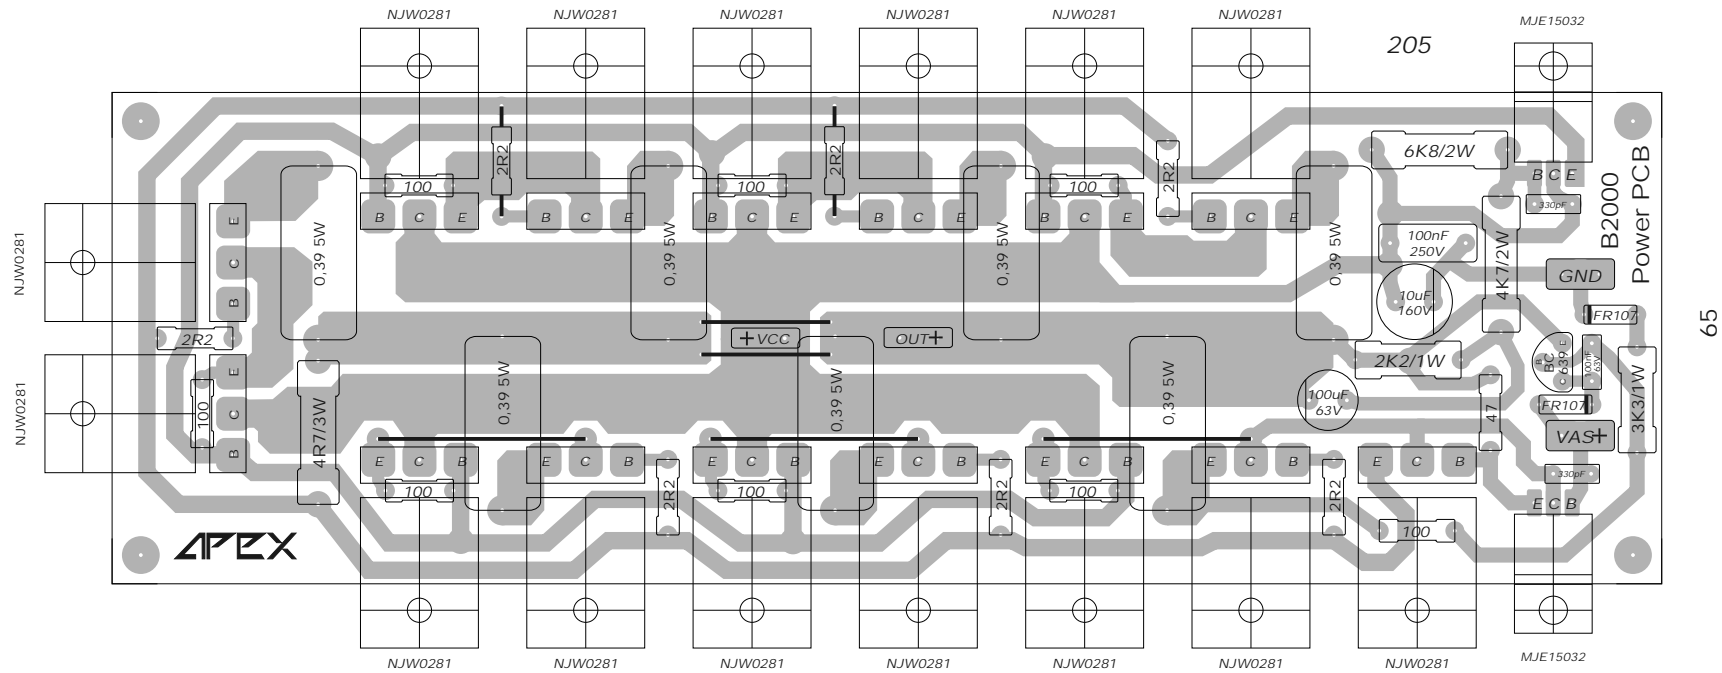 NJW0281 NJW0281 NJW0281 NJW0281 NJW0281 NJW0281 MJE15032
205
2R2 2R2 2R2 6K8/2W
B C E
100 100 100
330pF
B C E B C E B C E B C E B C E B C E
E
C
B
NJW0281
0,39 5W 0,39 5W 0,39 5W 0,39 5W
100nF
250V
4K7/2W
B2000
Power PCB
GND
10uF
160V
FR107
65
2R2
+VCC
OUT+
2K2/1W
B E
BC
639
C
100nF
63V
E
C
B
NJW0281
100
4R7/3W
0,39 5W 0,39 5W 0,39 5W
100uF
63V
47
FR107
3K3/1W
VAS+
E C B E C B E C B E C B E C B E C B E C B
330pF
100 100 100
2R2 2R2 2R2
E C B
100
APEX
NJW0281 NJW0281 NJW0281 NJW0281 NJW0281 NJW0281 NJW0281 MJE15032